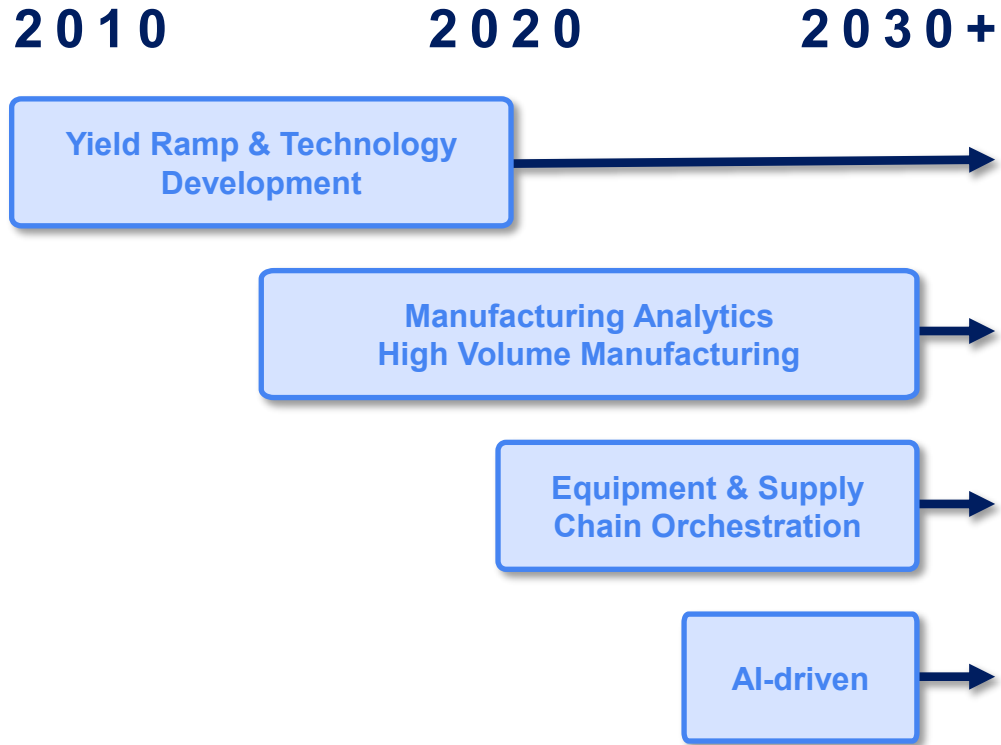 2010 2020 2030+
Yield Ramp & Technology
Development
Manufacturing Analytics
High Volume Manufacturing
Equipment & Supply
Chain Orchestration
AI-driven